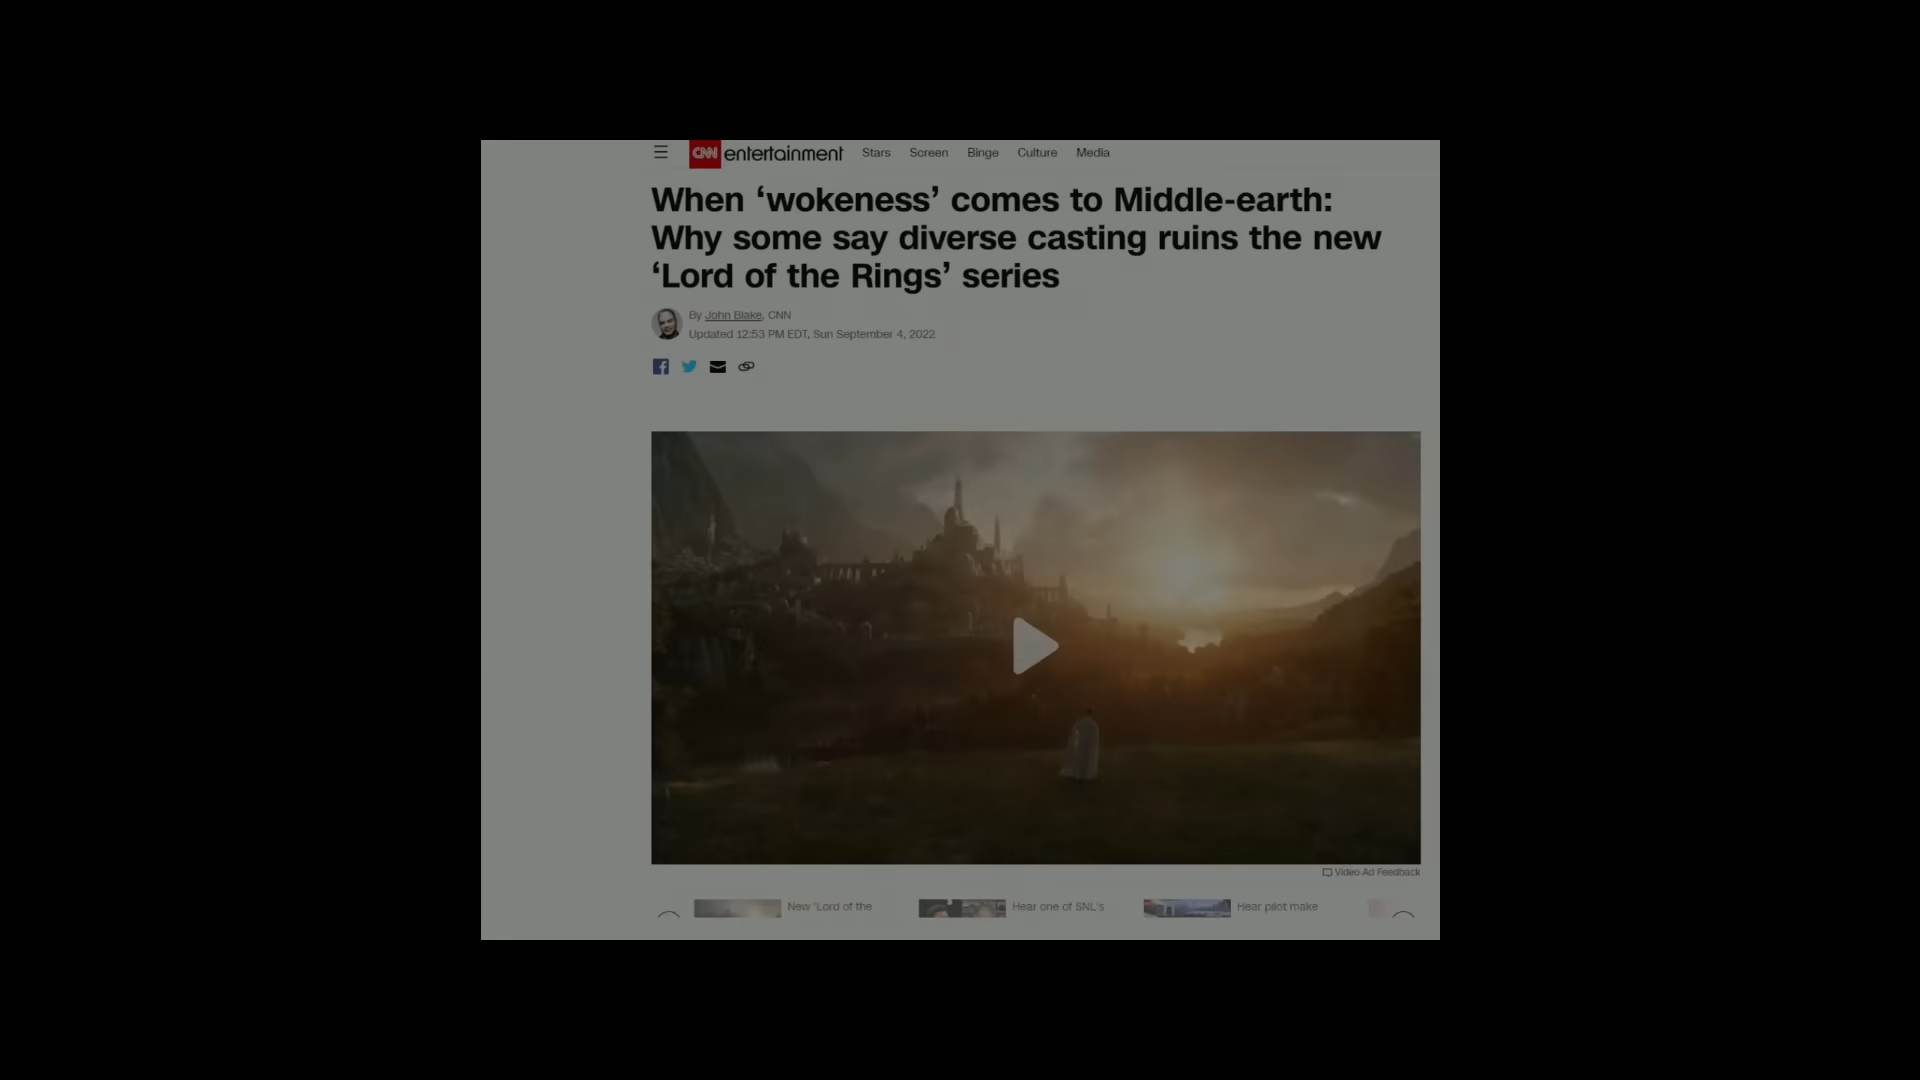 CNN entertainment Stars Screen Binge Culture Media
When ‘wokeness’ comes to Middle-earth:
Why some say diverse casting ruins the new
‘Lord of the Rings’ series
By John Blake, CNN
Updated 12:53 PM EDT, Sun September 4, 2022
Video Ad Feedback
New 'Lord of the
Hear one of SNL's
Hear pilot make